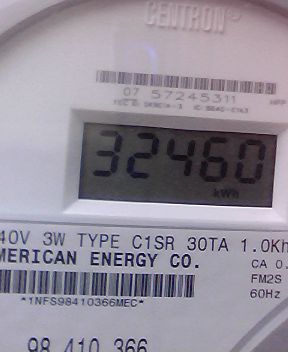 CENTRON
07 57245311
32460
kWh
40V 3W TYPE C1SR 30TA 1.0Kh
MERICAN ENERGY CO.
CA 0.
FM2S
60Hz
*1NFS98410366MEC*
98 410 366